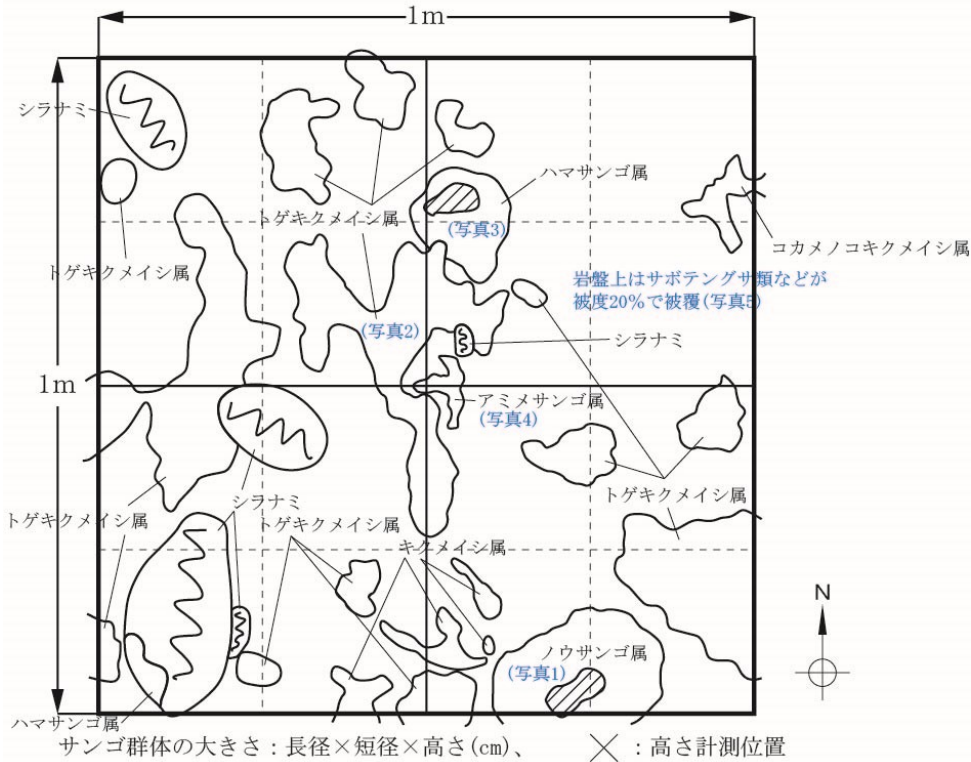 1m
シラナミ
ハマサンゴ属
トゲキクメイシ属
(写真3)
コカメノコキクメイシ属
トゲキクメイシ属
岩盤上はサボテングサ類などが
被度20%で被覆(写真5)
(写真2)
シラナミ
1m
アミメサンゴ属
(写真4)
トゲキクメイシ属
シラナミ
トゲキクメイシ属
トゲキクメイシ属
キクメイシ属
N
ノウサンゴ属
(写真1)
ハマサンゴ属
サンゴ群体の大きさ：長径×短径×高さ(cm)、 ╳ ：高さ計測位置